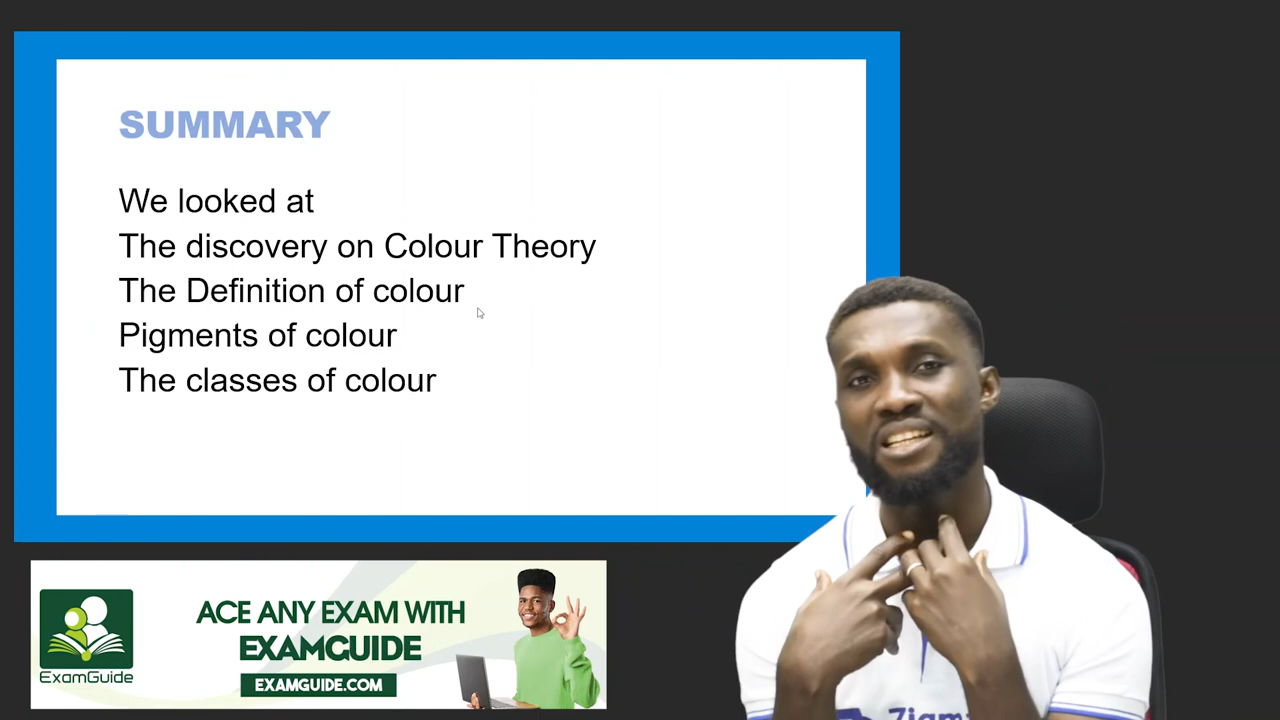 SUMMARY
We looked at
The discovery on Colour Theory
The Definition of colour
Pigments of colour
The classes of colour
ACE ANY EXAM WITH
EXAMGUIDE
EXAMGUIDE.COM
ExamGuide